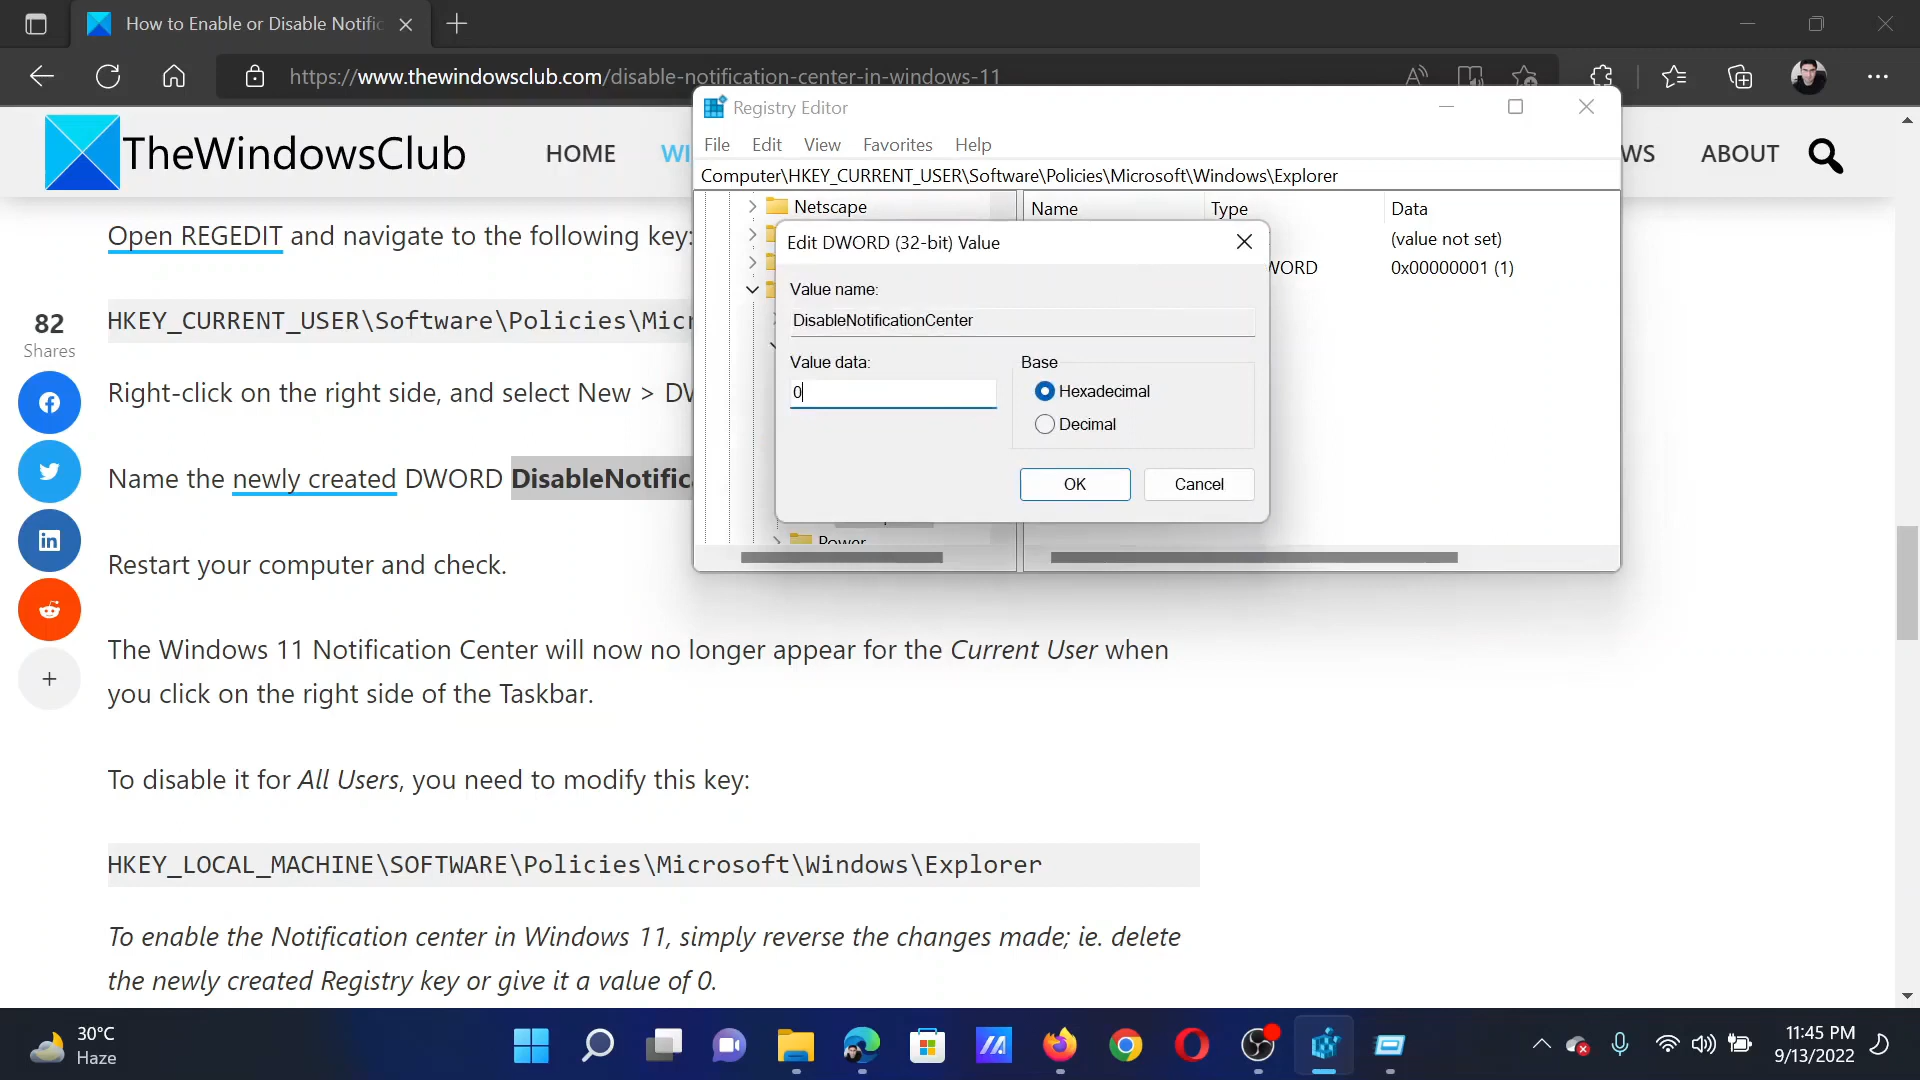 How to Enable or Disable Notific
https://www.thewindowsclub.com/disable-notification-center-in-windows-11
TheWindowsClub
HOME
WI
WS
ABOUT
Registry Editor
File Edit View Favorites Help
Computer\HKEY_CURRENT_USER\Software\Policies\Microsoft\Windows\Explorer
Netscape
Name Type Data
(value not set)
WORD 0x00000001 (1)
Edit DWORD (32-bit) Value
Value name:
DisableNotificationCenter
Value data:
0
Base
Hexadecimal
Decimal
OK Cancel
Power
82
Shares
Open REGEDIT and navigate to the following key:
HKEY_CURRENT_USER\Software\Policies\Micr
Right-click on the right side, and select New > DW
Name the newly created DWORD DisableNotific
Restart your computer and check.
The Windows 11 Notification Center will now no longer appear for the Current User when
you click on the right side of the Taskbar.
To disable it for All Users, you need to modify this key:
HKEY_LOCAL_MACHINE\SOFTWARE\Policies\Microsoft\Windows\Explorer
To enable the Notification center in Windows 11, simply reverse the changes made; ie. delete
the newly created Registry key or give it a value of 0.
30°C
Haze
11:45 PM
9/13/2022